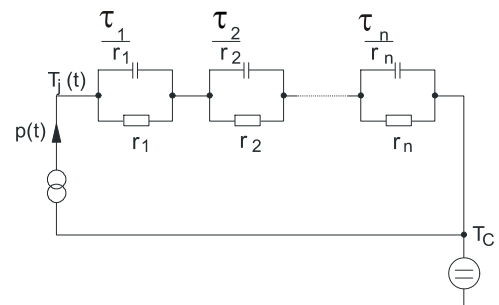 τ1 τ2 τn
r1 r2 rn
Tj (t)
p(t)
r1 r2 rn
TC